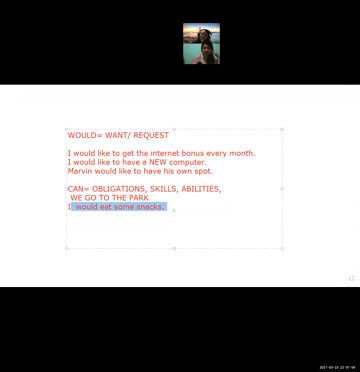 WOULD= WANT/ REQUEST
I would like to get the internet bonus every month.
I would like to have a NEW computer.
Marvin would like to have his own spot.
CAN= OBLIGATIONS, SKILLS, ABILITIES,
WE GO TO THE PARK
I would eat some snacks.